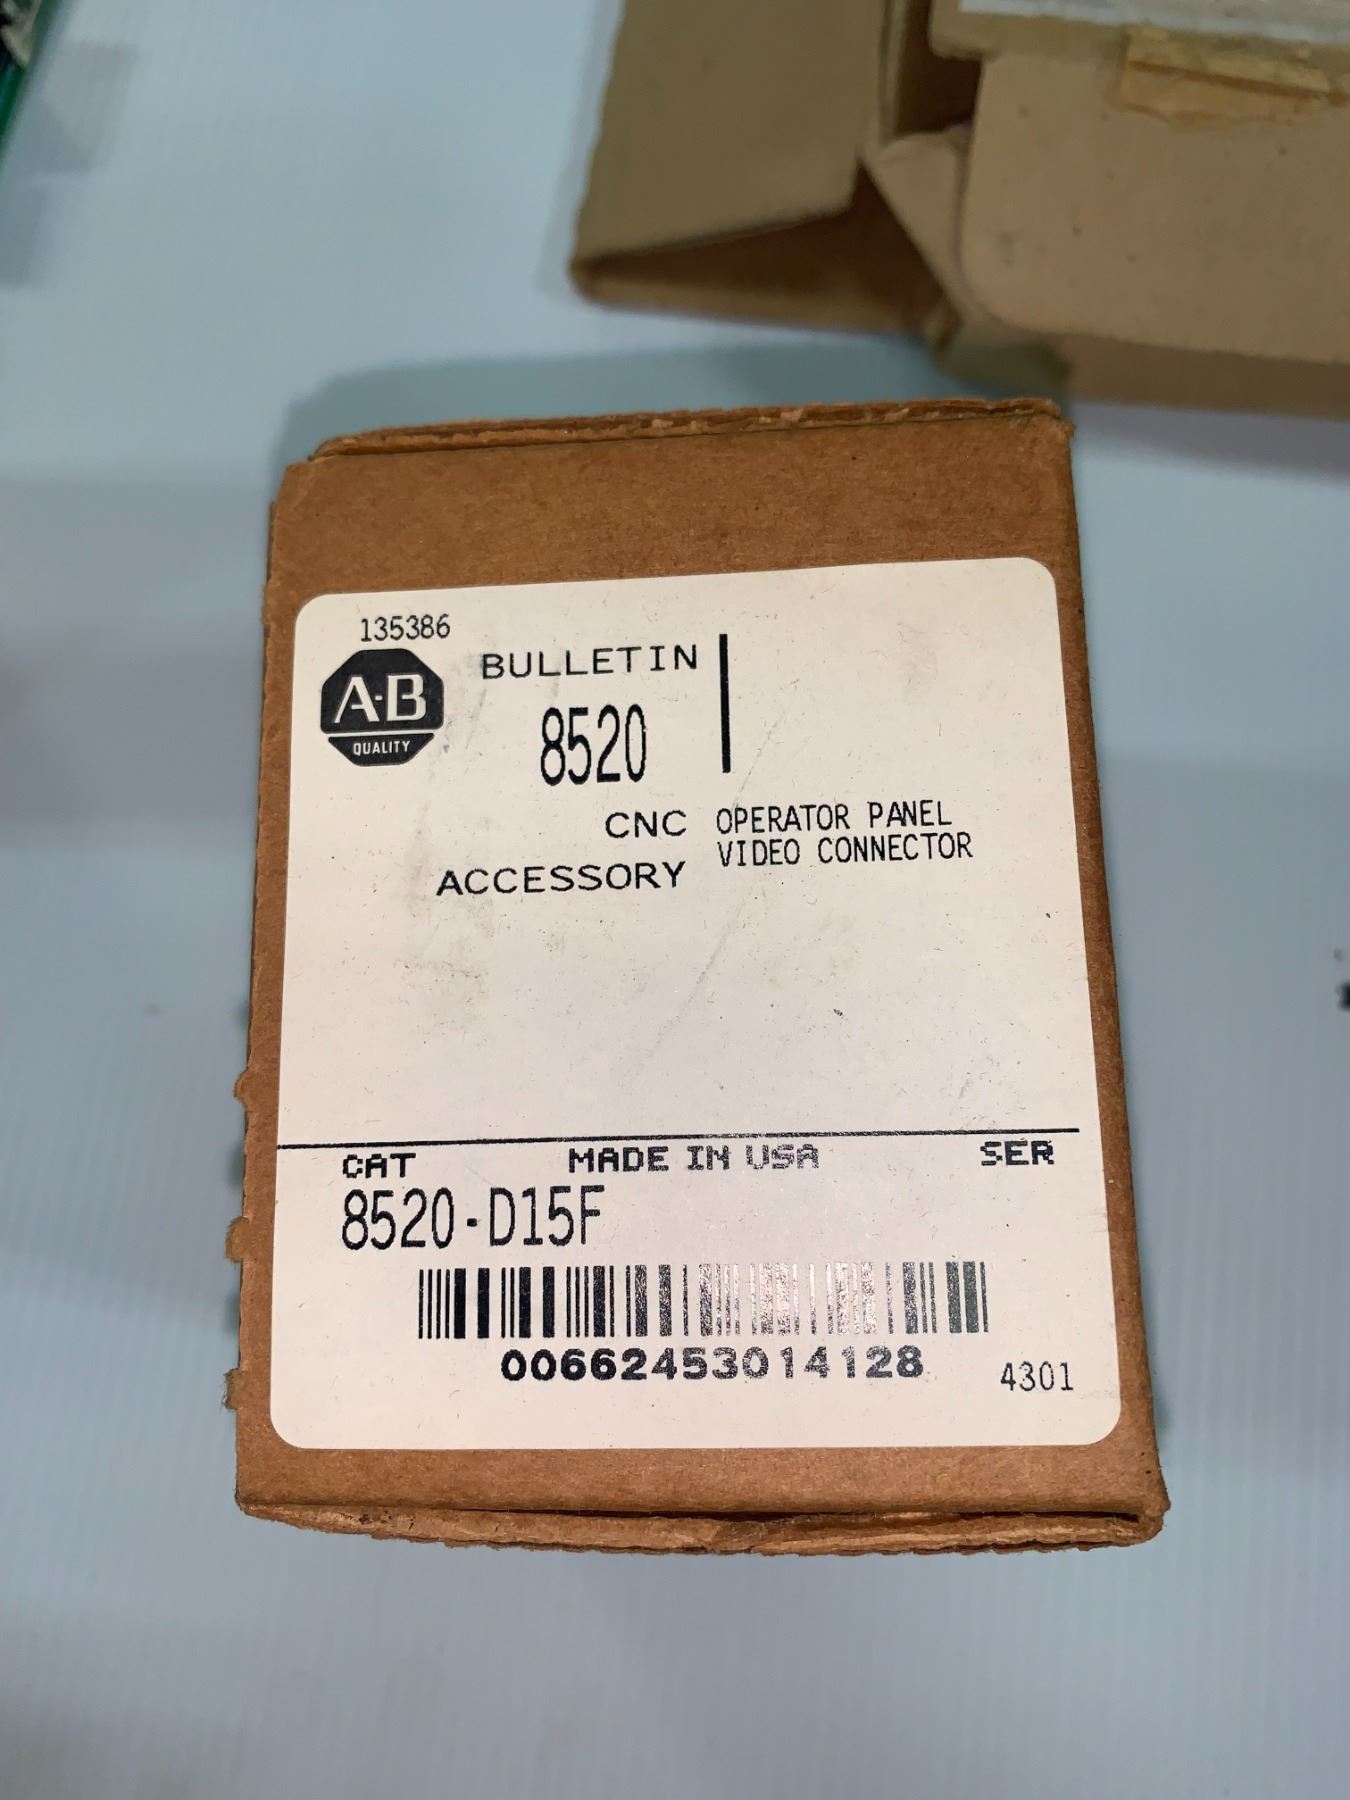 135386
A-B
QUALITY
BULLETIN
8520
CNC
ACCESSORY
OPERATOR PANEL
VIDEO CONNECTOR
CAT
MADE IN USA
SER
8520-D15F
00662453014128
4301